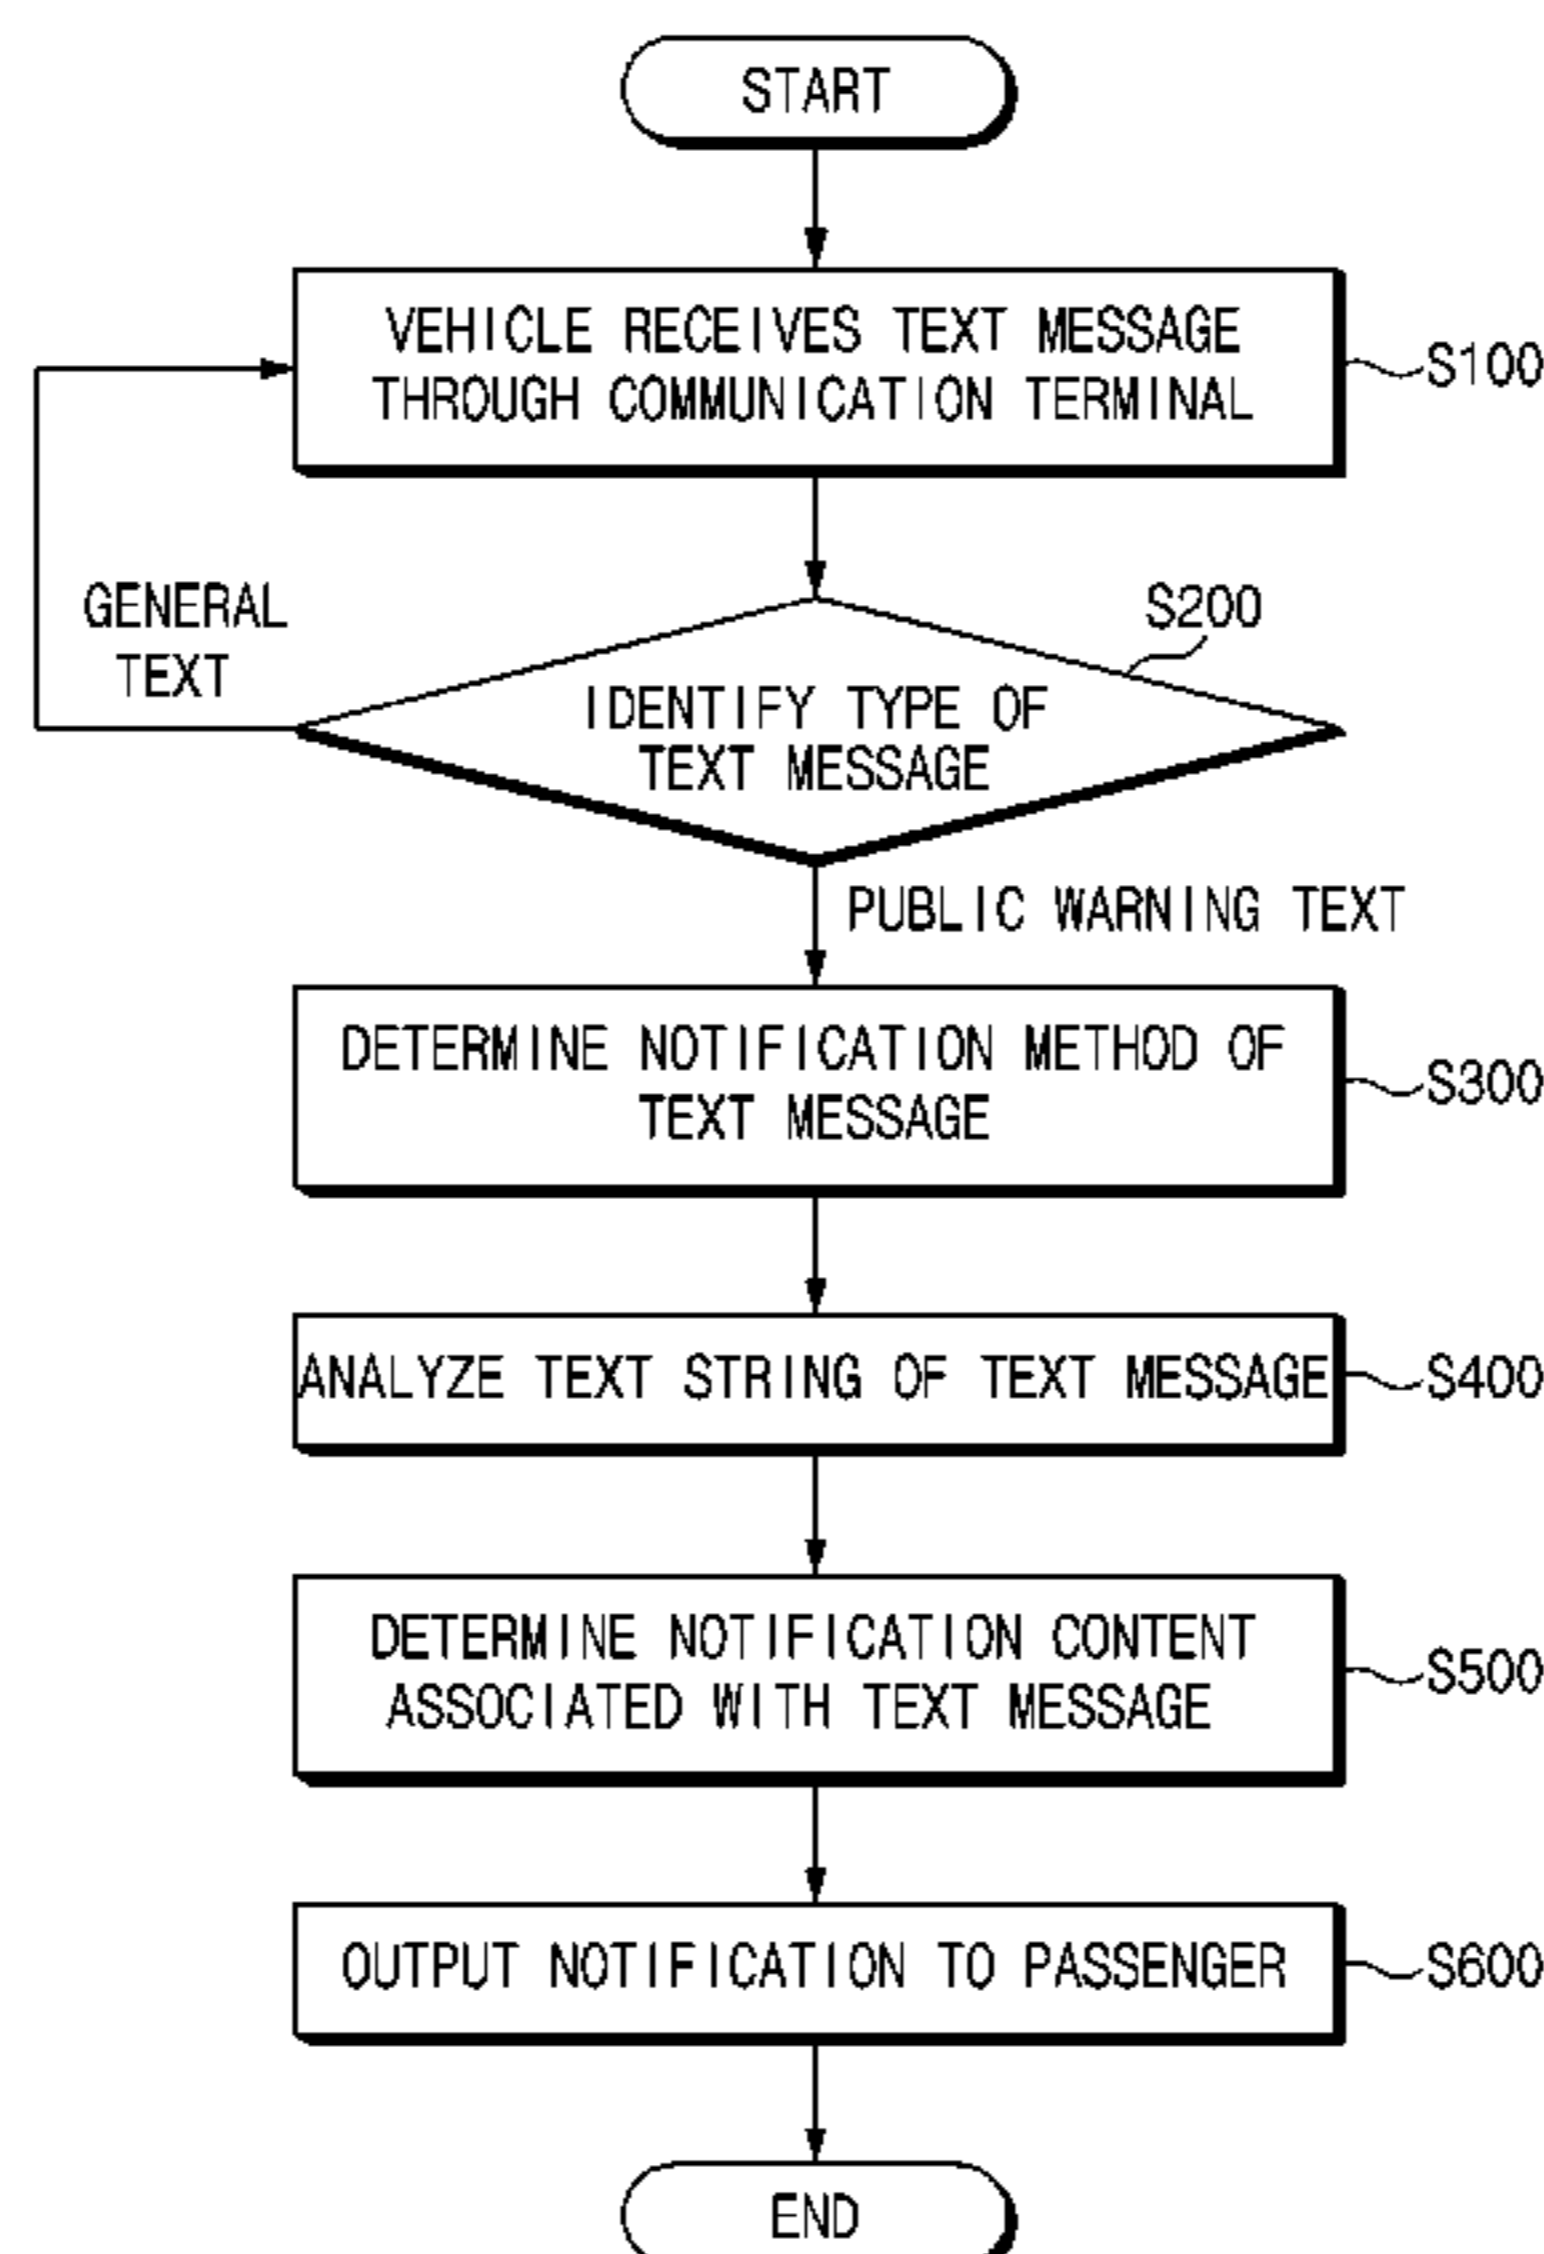 START
VEHICLE RECEIVES TEXT MESSAGE
THROUGH COMMUNICATION TERMINAL
S100
GENERAL
TEXT
S200
IDENTIFY TYPE OF
TEXT MESSAGE
PUBLIC WARNING TEXT
DETERMINE NOTIFICATION METHOD OF
TEXT MESSAGE
S300
ANALYZE TEXT STRING OF TEXT MESSAGE
S400
DETERMINE NOTIFICATION CONTENT
ASSOCIATED WITH TEXT MESSAGE
S500
OUTPUT NOTIFICATION TO PASSENGER
S600
END